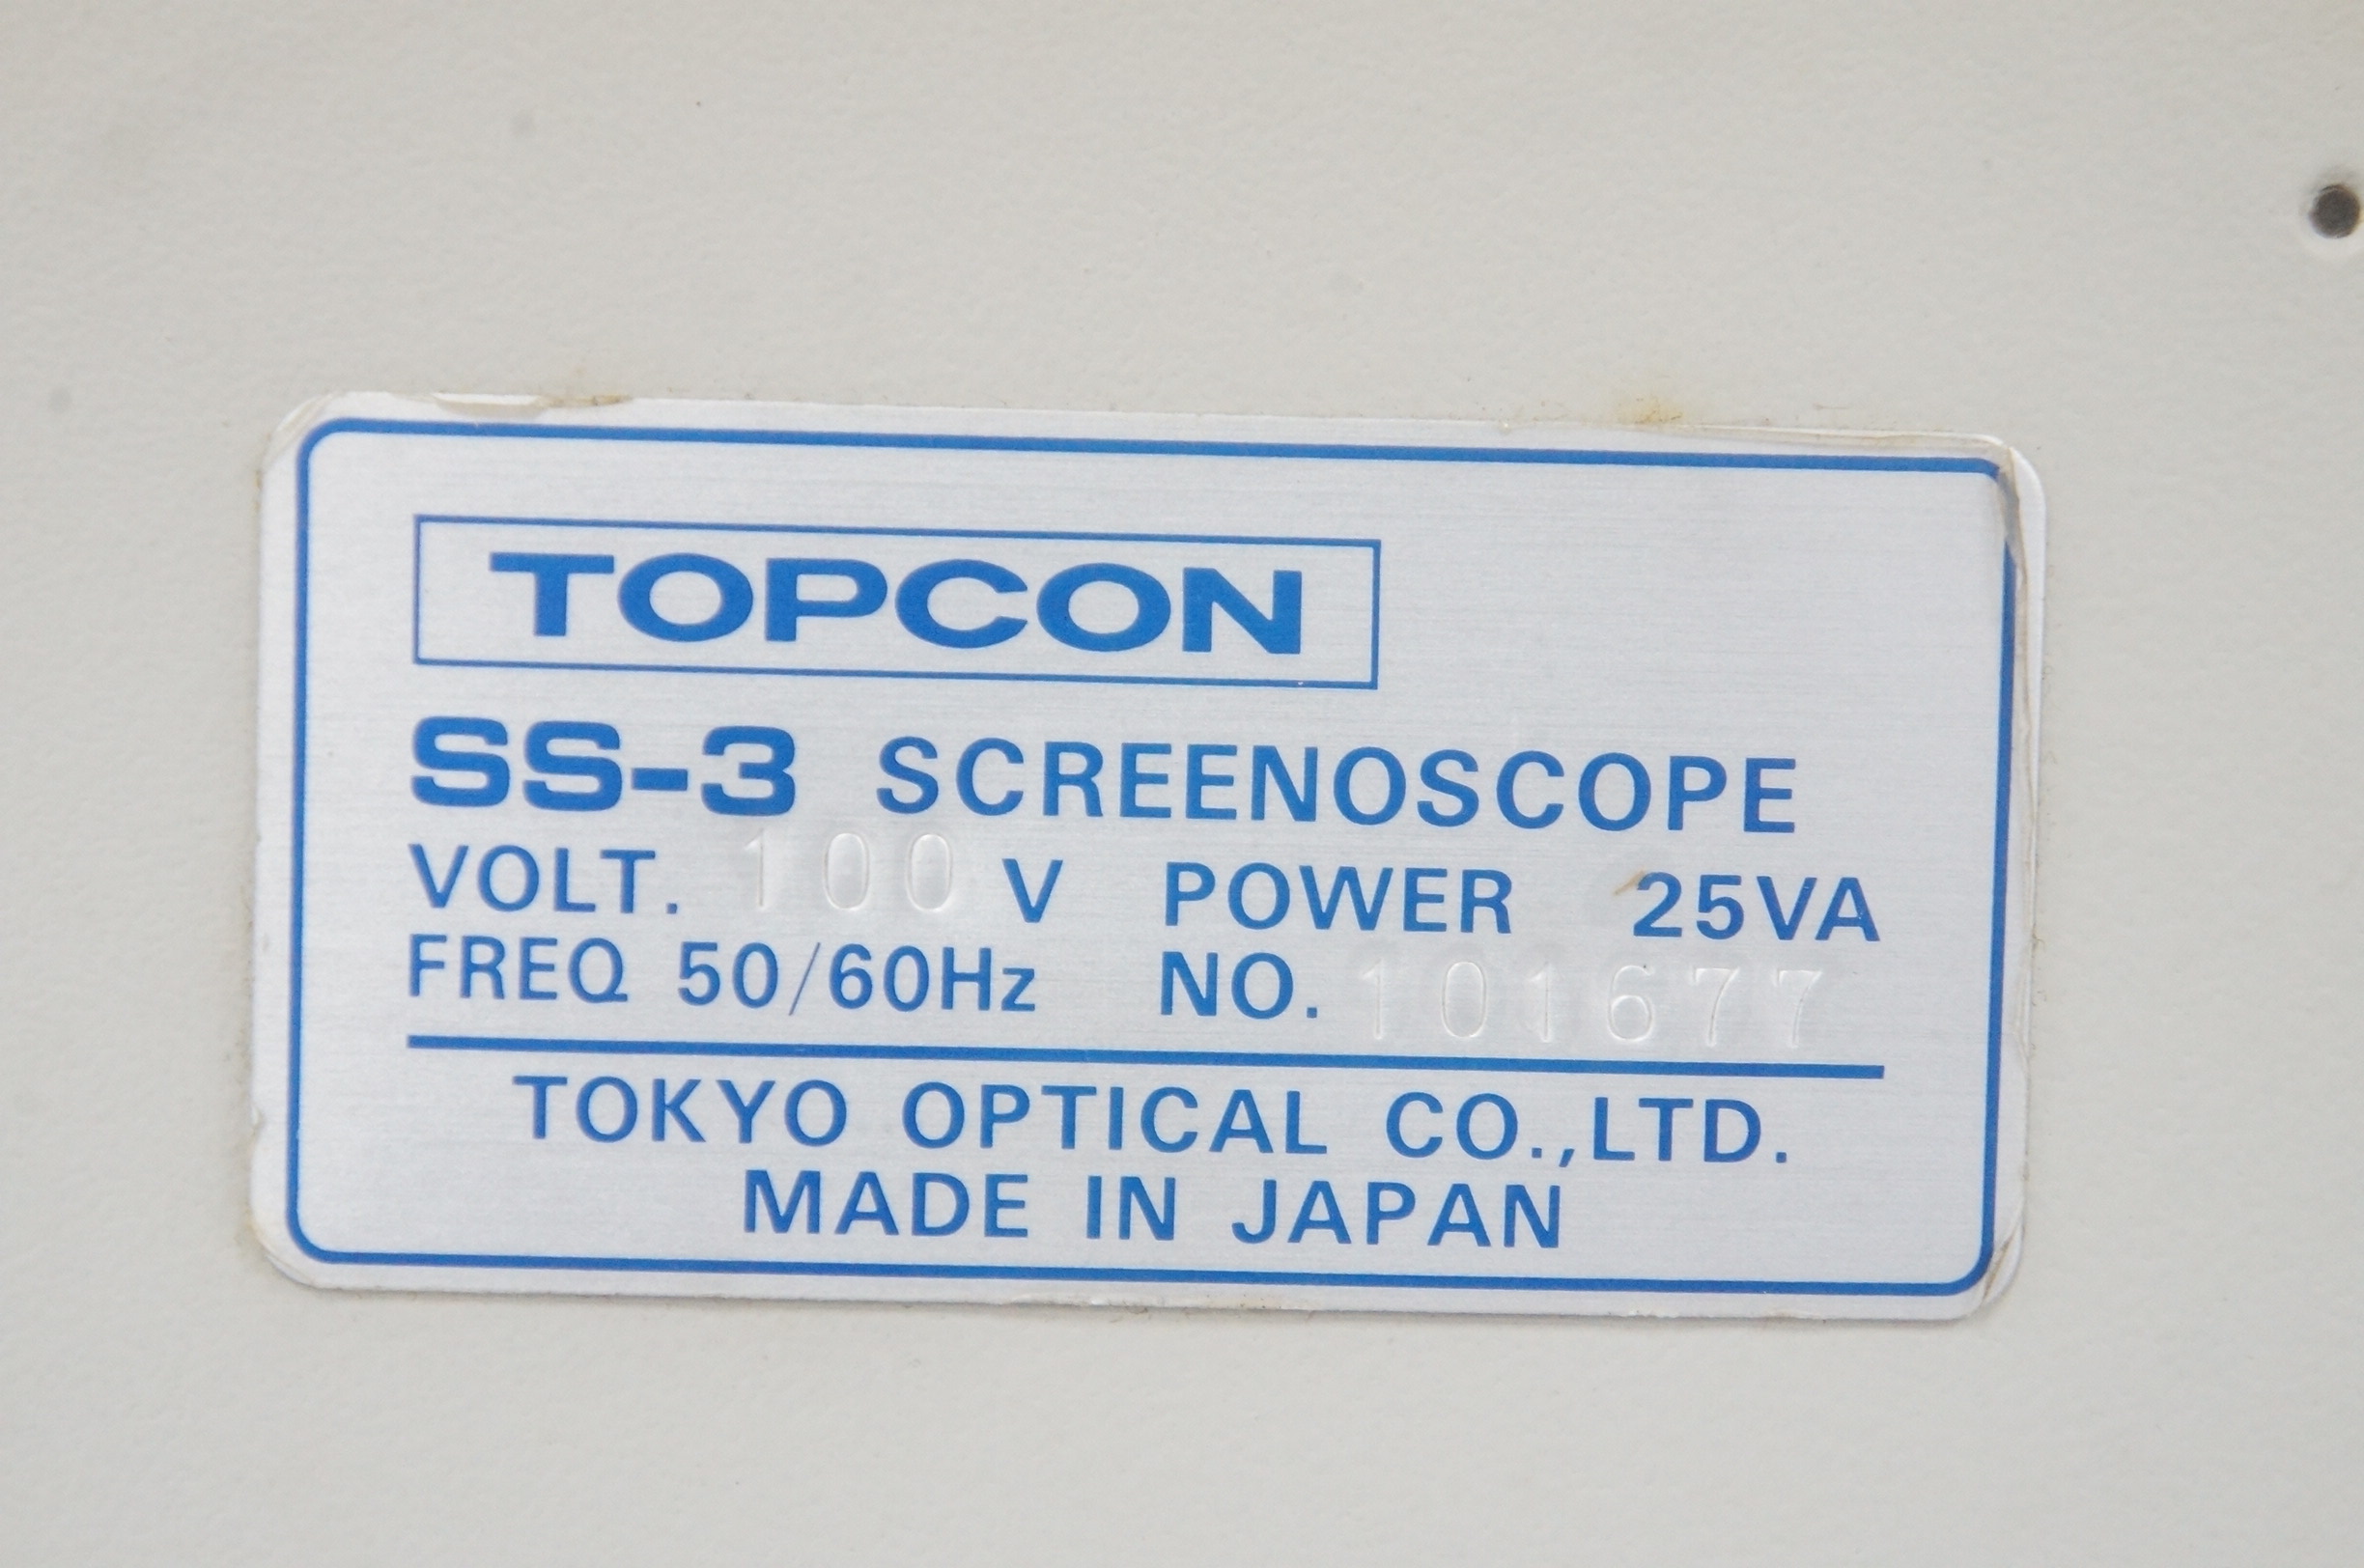 TOPCON
SS-3 SCREENOSCOPE
VOLT. 100 V POWER 25VA
FREQ 50/60Hz NO. 101677
TOKYO OPTICAL CO.,LTD.
MADE IN JAPAN